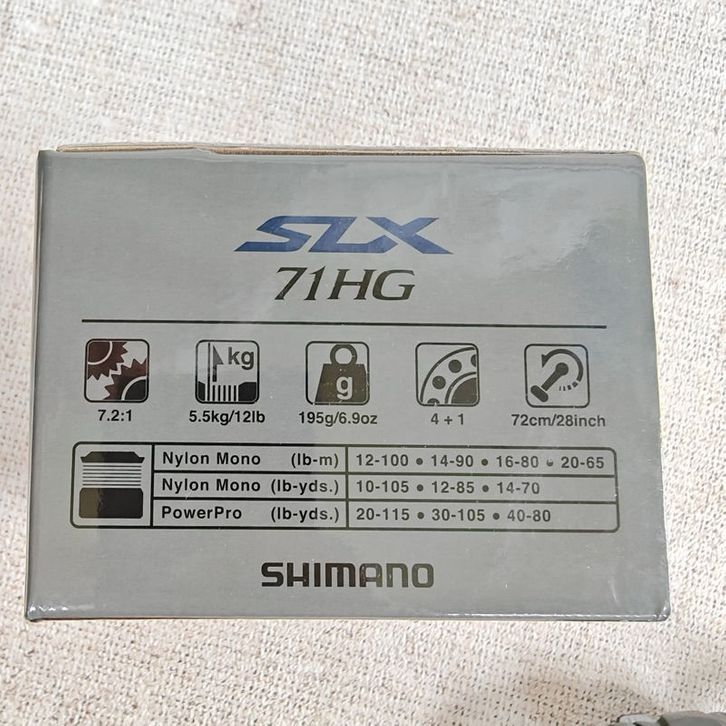 SLX
71HG
kg
g
7.2:1 5.5kg/12lb 195g/6.9oz 4 + 1 72cm/28inch
Nylon Mono (lb-m) 12-100 • 14-90 • 16-80 • 20-65
Nylon Mono (lb-yds.) 10-105 • 12-85 • 14-70
PowerPro (lb-yds.) 20-115 • 30-105 • 40-80
SHIMANO